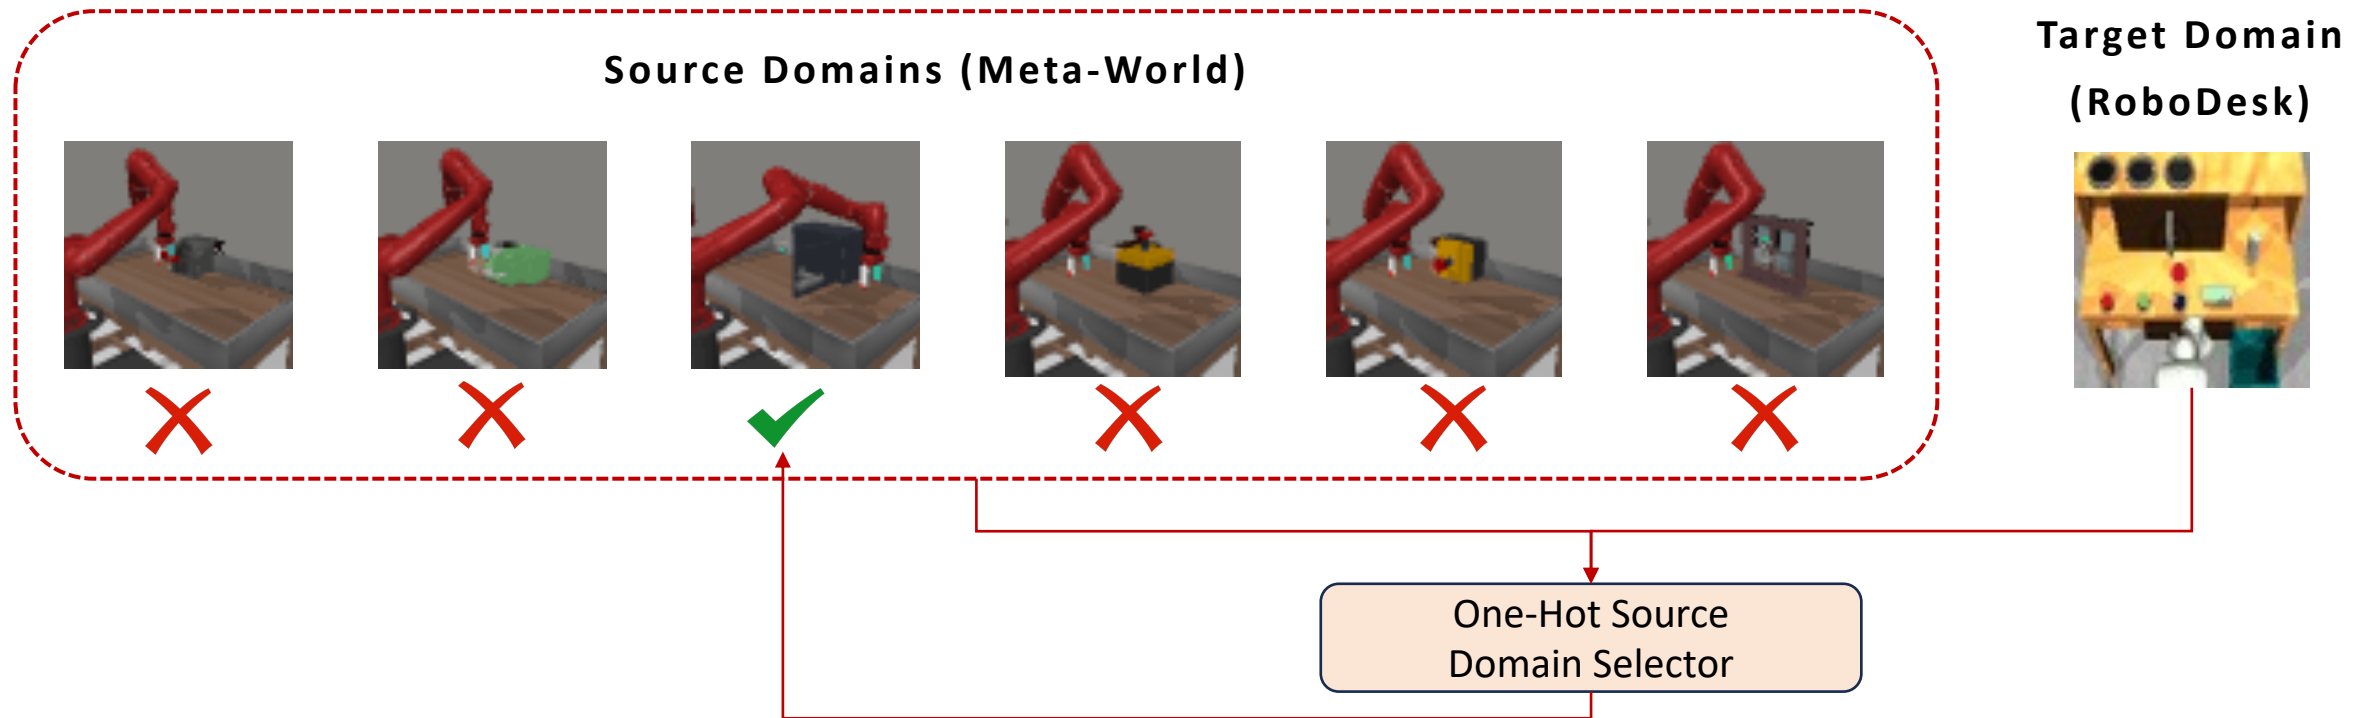 Source Domains (Meta-World)
Target Domain
(RoboDesk)
One-Hot Source
Domain Selector